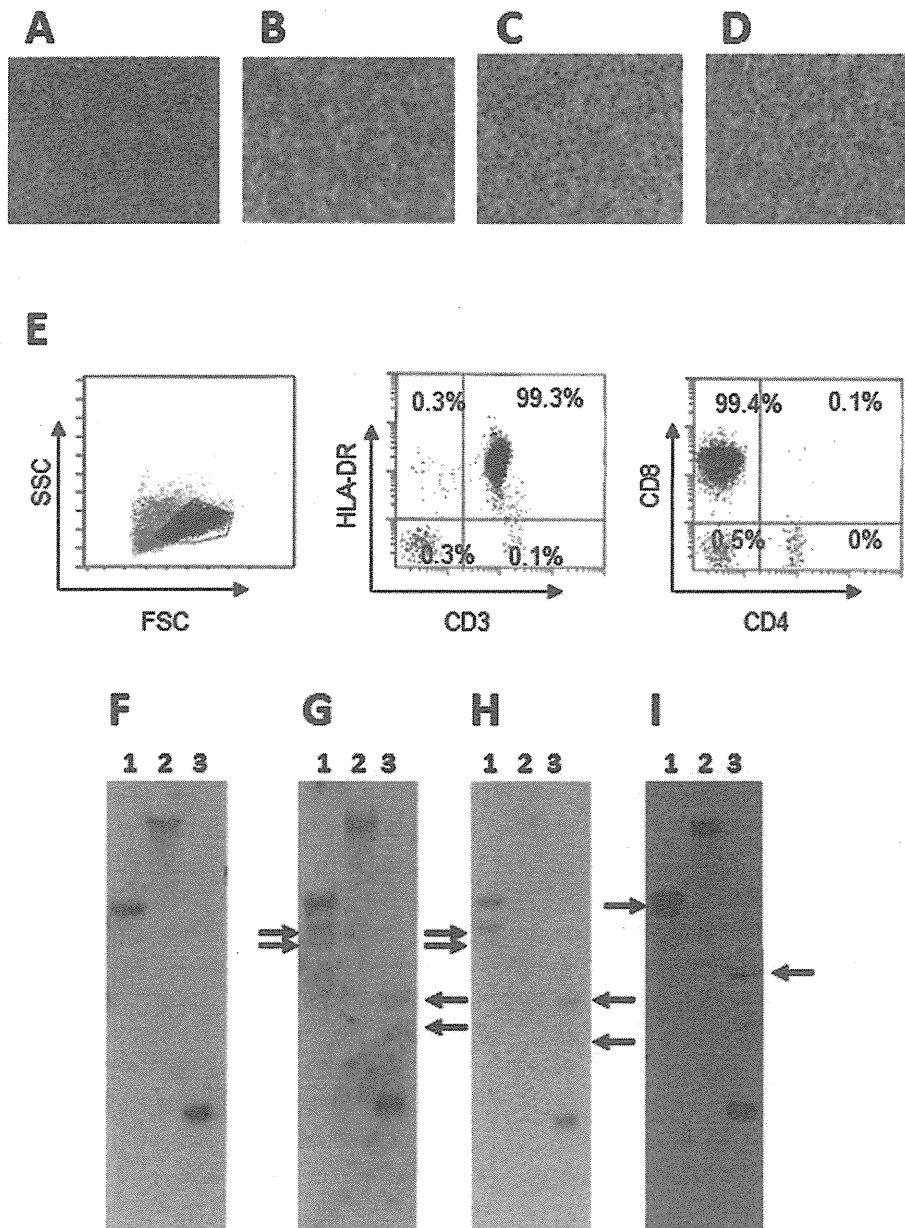 A B C D
E
SSC
FSC
0.3% 99.3%
0.3% 0.1%
HLA-DR
CD3
99.4% 0.1%
0.5% 0%
CD8
CD4
F G H I
1 2 3 1 2 3 1 2 3 1 2 3